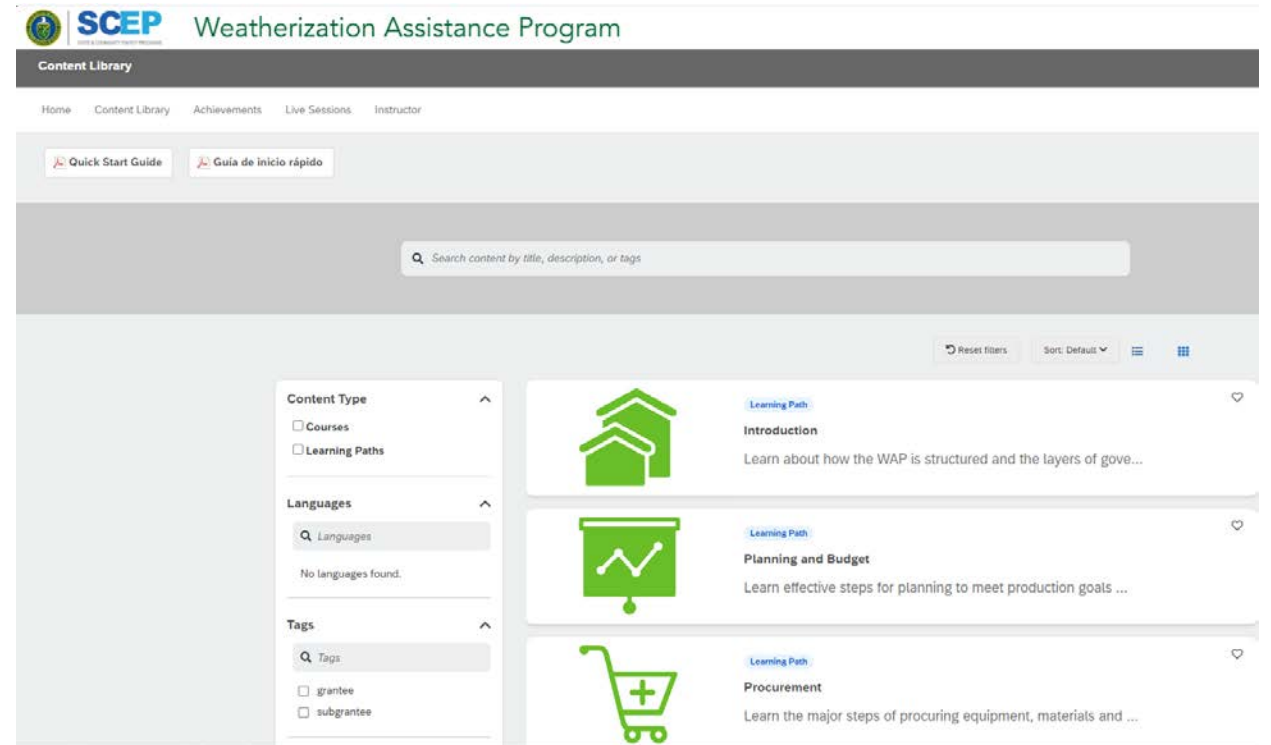 SCEP Weatherization Assistance Program
STATE & COMMUNITY ENERGY PROGRAMS
Content Library
Home Content Library Achievements Live Sessions Instructor
Quick Start Guide Guía de inicio rápido
Search content by title, description, or tags
Reset filters Sort: Default
Content Type
Courses
Learning Paths
Languages
Languages
No languages found.
Tags
Tags
grantee
subgrantee
Learning Path
Introduction
Learn about how the WAP is structured and the layers of gove...
Learning Path
Planning and Budget
Learn effective steps for planning to meet production goals ...
Learning Path
Procurement
Learn the major steps of procuring equipment, materials and ...